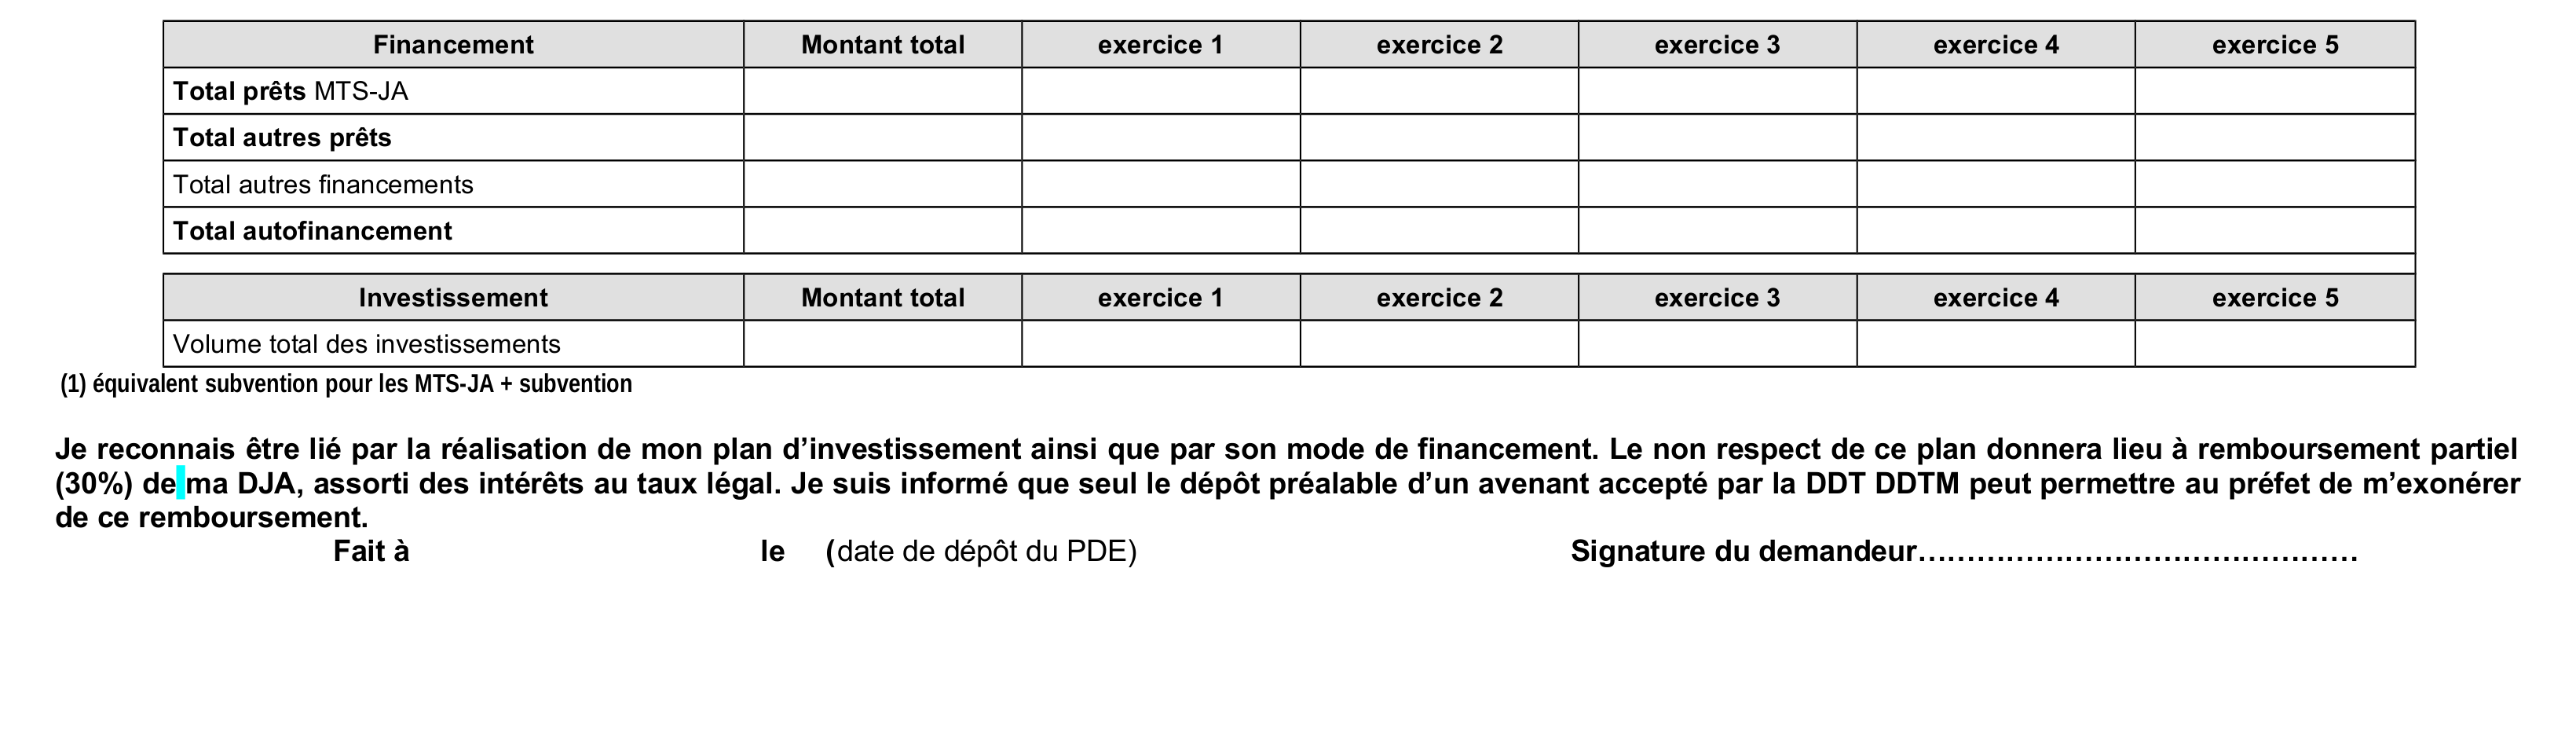 Financement Montant total exercice 1 exercice 2 exercice 3 exercice 4 exercice 5
Total prêts MTS-JA
Total autres prêts
Total autres financements
Total autofinancement
Investissement Montant total exercice 1 exercice 2 exercice 3 exercice 4 exercice 5
Volume total des investissements
(1) équivalent subvention pour les MTS-JA + subvention
Je reconnais être lié par la réalisation de mon plan d’investissement ainsi que par son mode de financement. Le non respect de ce plan donnera lieu à remboursement partiel
(30%) de ma DJA, assorti des intérêts au taux légal. Je suis informé que seul le dépôt préalable d’un avenant accepté par la DDT DDTM peut permettre au préfet de m’exonérer
de ce remboursement.
Fait à le (date de dépôt du PDE) Signature du demandeur……………………………………….